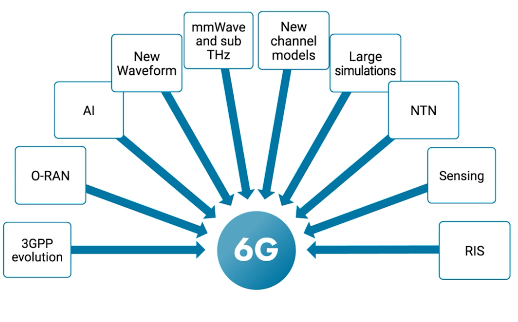 3GPP
evolution
O-RAN
AI
New
Waveform
mmWave
and sub
THz
New
channel
models
Large
simulations
NTN
Sensing
RIS
6G